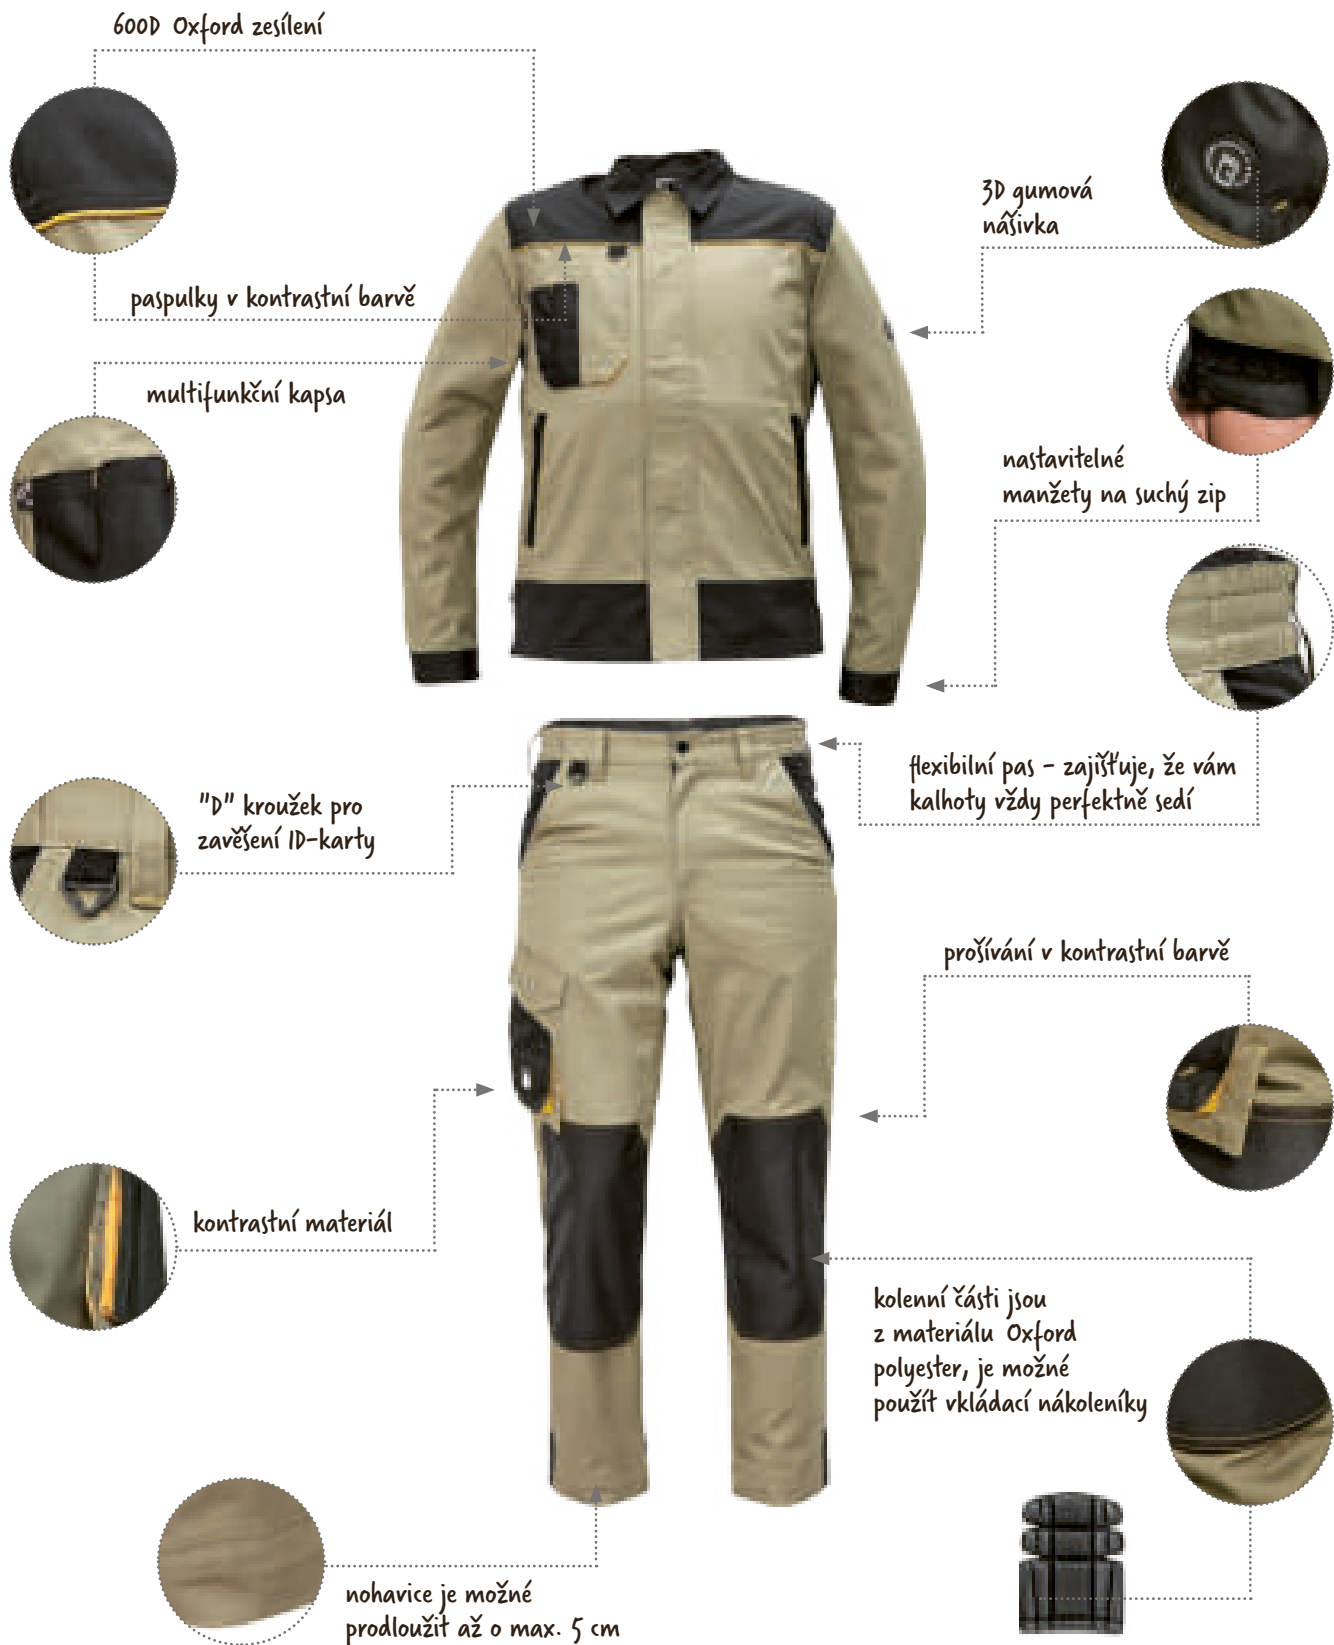 600D Oxford zesílení
3D gumová
nášivka
paspulky v kontrastní barvě
multifunkční kapsa
nastavitelné
manžety na suchý zip
flexibilní pas – zajišťuje, že vám
kalhoty vždy perfektně sedí
"D" kroužek pro
zavěšení ID-karty
prošívání v kontrastní barvě
kontrastní materiál
kolenní části jsou
z materiálu Oxford
polyester, je možné
použít vkládací nákoleníky
nohavice je možné
prodloužit až o max. 5 cm